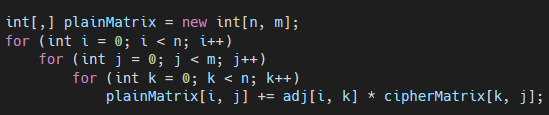 int[,] plainMatrix = new int[n, m];
for (int i = 0; i < n; i++)
    for (int j = 0; j < m; j++)
        for (int k = 0; k < n; k++)
            plainMatrix[i, j] += adj[i, k] * cipherMatrix[k, j];